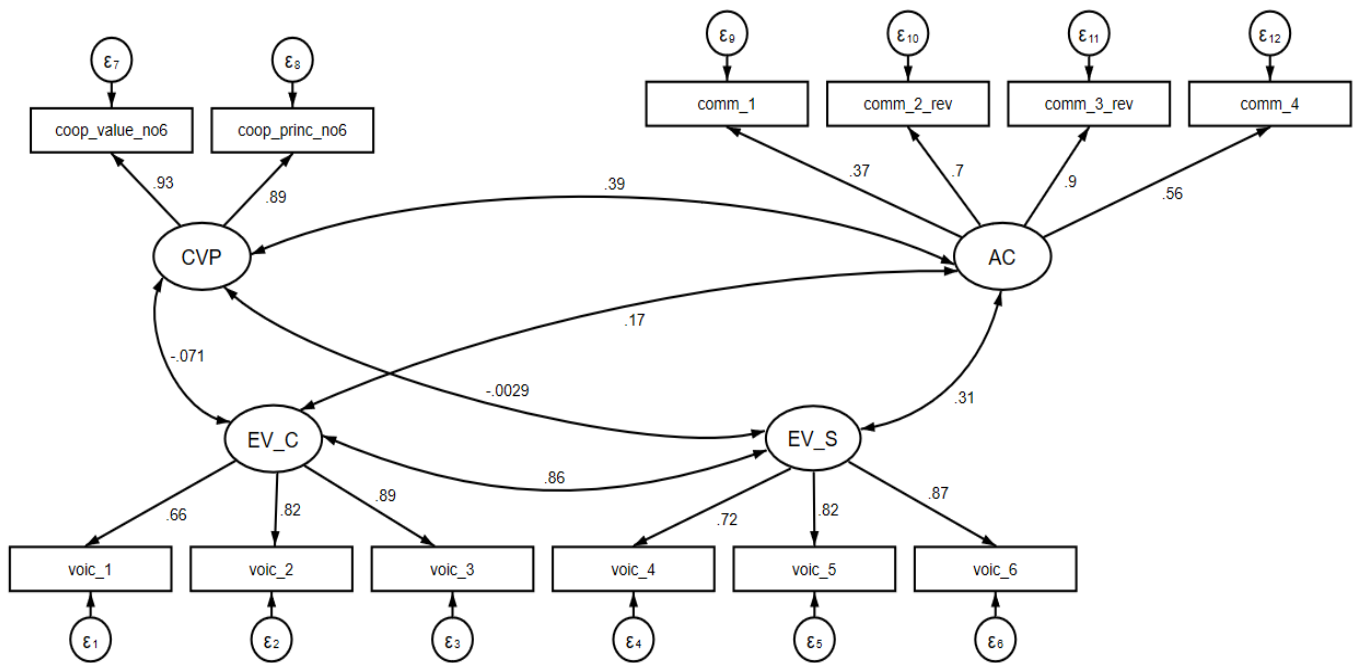 ε9 ε10 ε11 ε12
ε7 ε8
comm_1 comm_2_rev comm_3_rev comm_4
coop_value_no6 coop_princ_no6
.37 .7 .9 .56
.93 .89 .39
CVP AC
.17
-.071 -.0029 .31
EV_C EV_S
.86
.66 .82 .89 .72 .82 .87
voic_1 voic_2 voic_3 voic_4 voic_5 voic_6
ε1 ε2 ε3 ε4 ε5 ε6